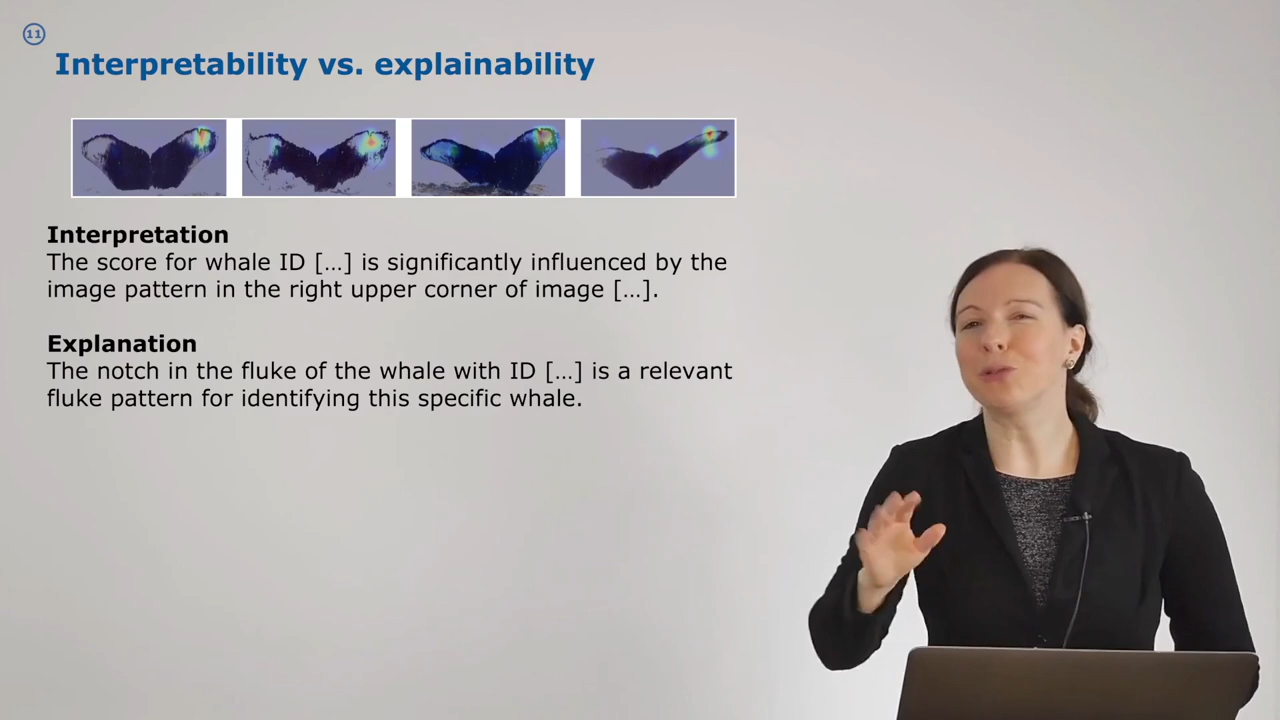 11
Interpretability vs. explainability
Interpretation
The score for whale ID […] is significantly influenced by the
image pattern in the right upper corner of image […].
Explanation
The notch in the fluke of the whale with ID […] is a relevant
fluke pattern for identifying this specific whale.